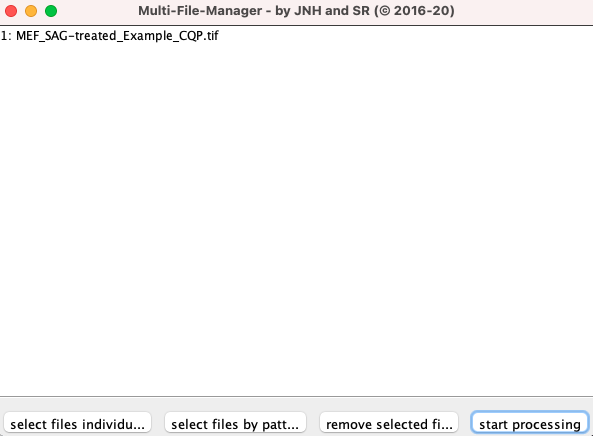 Multi-File-Manager - by JNH and SR (© 2016-20)
1: MEF_SAG-treated_Example_CQP.tif
select files individu... select files by patt... remove selected fi... start processing